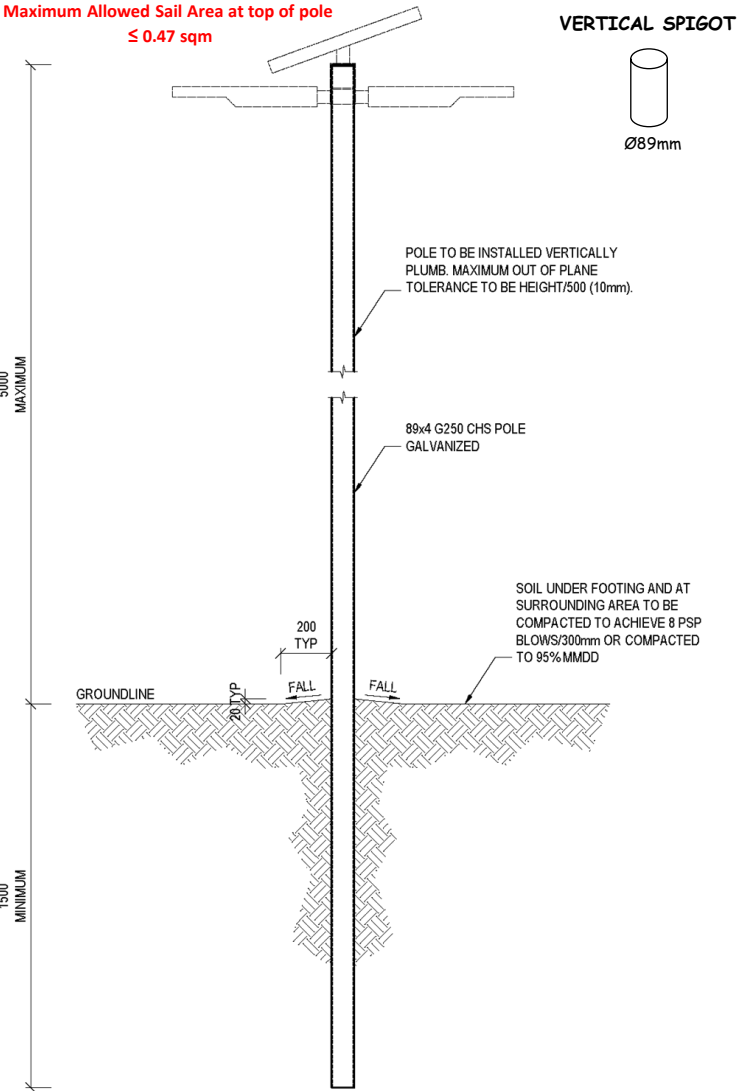 Maximum Allowed Sail Area at top of pole
≤ 0.47 sqm
VERTICAL SPIGOT
Ø89mm
POLE TO BE INSTALLED VERTICALLY
PLUMB. MAXIMUM OUT OF PLANE
TOLERANCE TO BE HEIGHT/500 (10mm).
5000
MAXIMUM
89x4 G250 CHS POLE
GALVANIZED
SOIL UNDER FOOTING AND AT
SURROUNDING AREA TO BE
COMPACTED TO ACHIEVE 8 PSP
BLOWS/300mm OR COMPACTED
TO 95% MMDD
200
TYP
GROUNDLINE
20 TYP
FALL
FALL
1500
MINIMUM